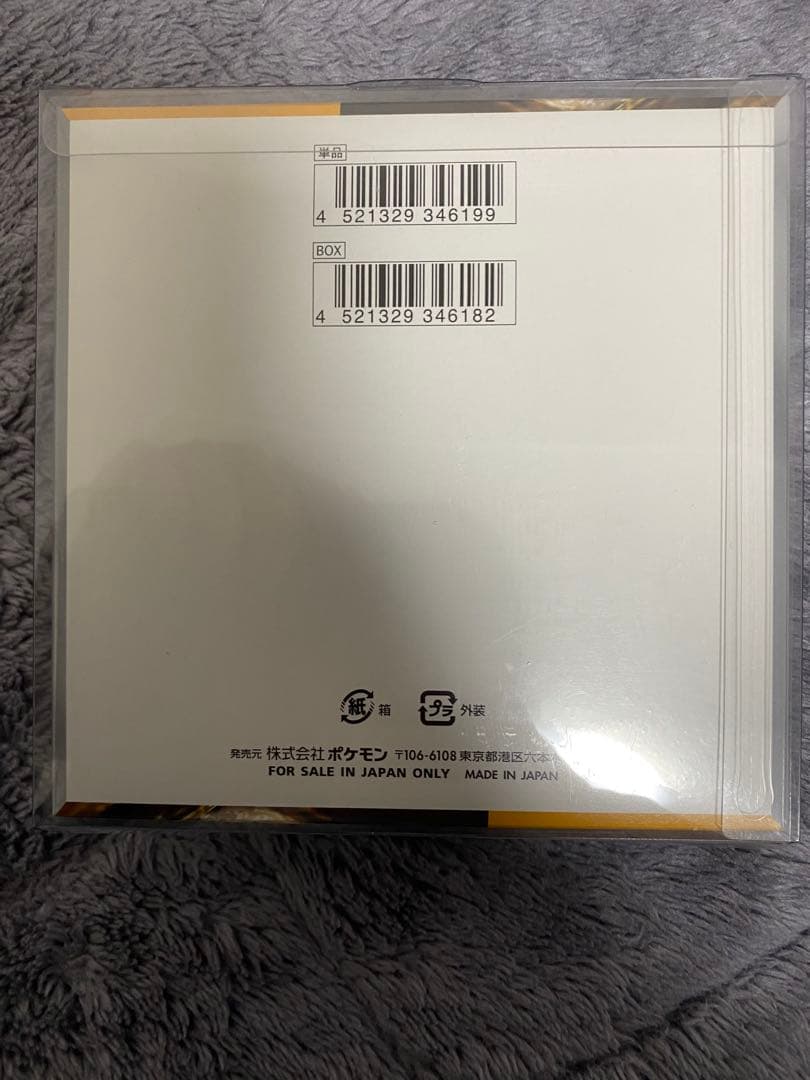 単品
4 521329 346199
BOX
4 521329 346182
紙 箱 プラ 外装
発売元 株式会社 ポケモン 〒106-6108 東京都港区六本
FOR SALE IN JAPAN ONLY MADE IN JAPAN